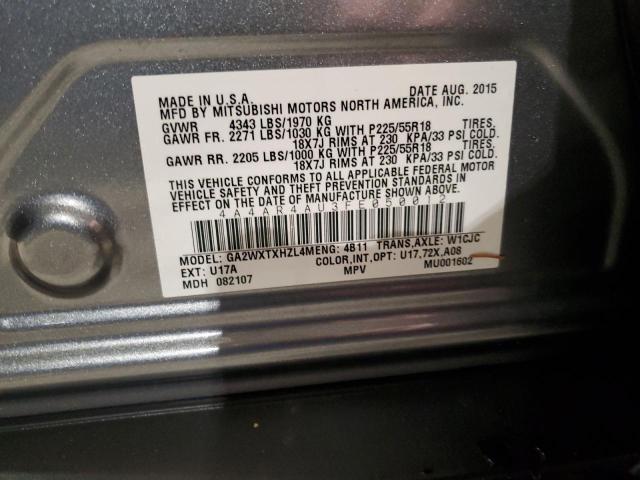 MADE IN U.S.A. DATE AUG. 2015
MFD BY MITSUBISHI MOTORS NORTH AMERICA, INC.
GVWR 4343 LBS/1970 KG
GAWR FR. 2271 LBS/1030 KG WITH P225/55R18 TIRES.
18X7J RIMS AT 230 KPA/33 PSI COLD.
GAWR RR. 2205 LBS/1000 KG WITH P225/55R18 TIRES.
18X7J RIMS AT 230 KPA/33 PSI COLD.
THIS VEHICLE CONFORMS TO ALL APPLICABLE FEDERAL MOTOR
VEHICLE SAFETY AND BUMPER STANDARDS IN
EFFECT ON THE DATE OF MANUFACTURE SHOWN ABOVE.
4A4AR4AU3FE050012
MODEL: GA2WXTXHZL4M ENG: 4B11 TRANS,AXLE: W1CJC
EXT: U17A COLOR,INT,OPT: U17,72X,A08
MDH 082107 MPV MU001602